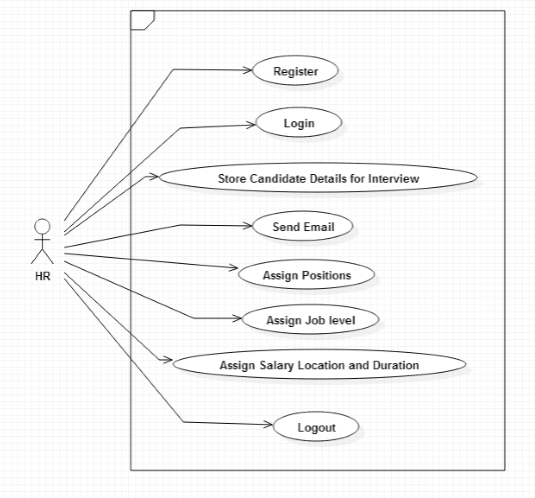 Register
Login
Store Candidate Details for Interview
Send Email
HR
Assign Positions
Assign Job level
Assign Salary Location and Duration
Logout